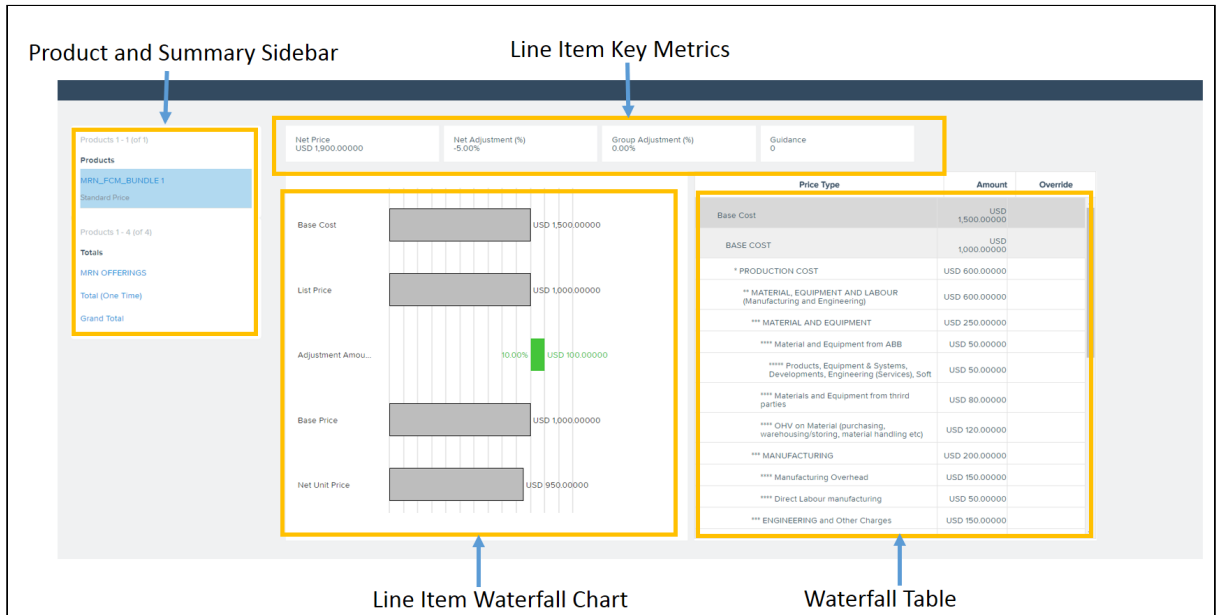 Product and Summary Sidebar
Line Item Key Metrics
Products 1 - 1 (of 1)
Products
MRN_FCM_BUNDLE 1
Standard Price
Products 1 - 4 (of 4)
Totals
MRN OFFERINGS
Total (One Time)
Grand Total
Net Price
USD 1,900.00000
Net Adjustment (%)
-5.00%
Group Adjustment (%)
0.00%
Guidance
0
Base Cost
USD 1,500.00000
List Price
USD 1,000.00000
Adjustment Amou...
10.00%
USD 100.00000
Base Price
USD 1,000.00000
Net Unit Price
USD 950.00000
Price Type Amount Override
Base Cost USD
1,500.00000
BASE COST USD
1,000.00000
* PRODUCTION COST USD 600.00000
** MATERIAL, EQUIPMENT AND LABOUR
(Manufacturing and Engineering) USD 600.00000
*** MATERIAL AND EQUIPMENT USD 250.00000
**** Material and Equipment from ABB USD 50.00000
***** Products, Equipment & Systems,
Developments, Engineering (Services), Soft USD 50.00000
**** Materials and Equipment from thrird
parties USD 80.00000
**** OHV on Material (purchasing,
warehousing/storing, material handling etc) USD 120.00000
*** MANUFACTURING USD 200.00000
**** Manufacturing Overhead USD 150.00000
**** Direct Labour manufacturing USD 50.00000
*** ENGINEERING and Other Charges USD 150.00000
Line Item Waterfall Chart
Waterfall Table